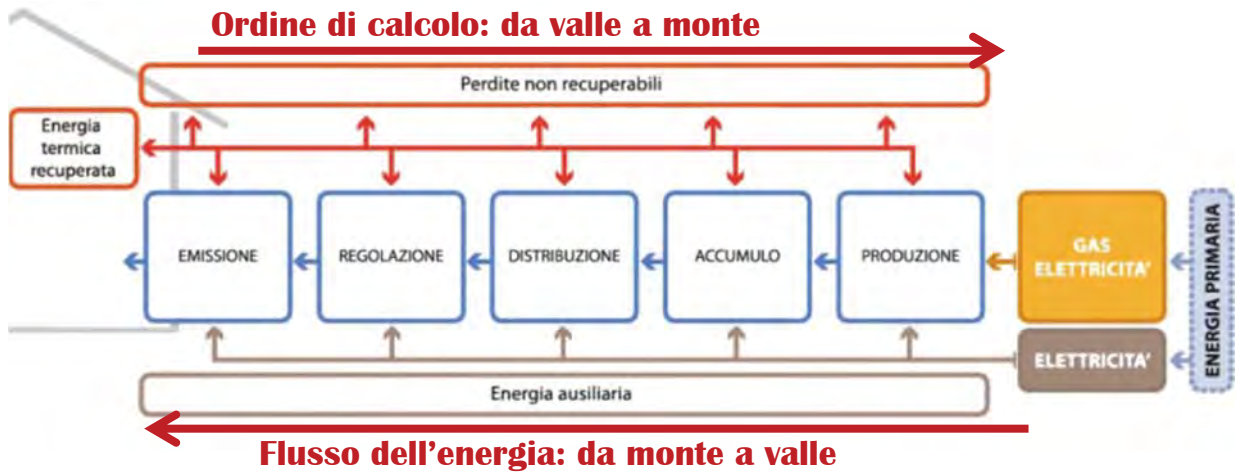 Ordine di calcolo: da valle a monte
Perdite non recuperabili
Energia
termica
recuperata
EMISSIONE
REGOLAZIONE
DISTRIBUZIONE
ACCUMULO
PRODUZIONE
GAS
ELETTRICITA'
ENERGIA PRIMARIA
ELETTRICITA'
Energia ausiliaria
Flusso dell'energia: da monte a valle